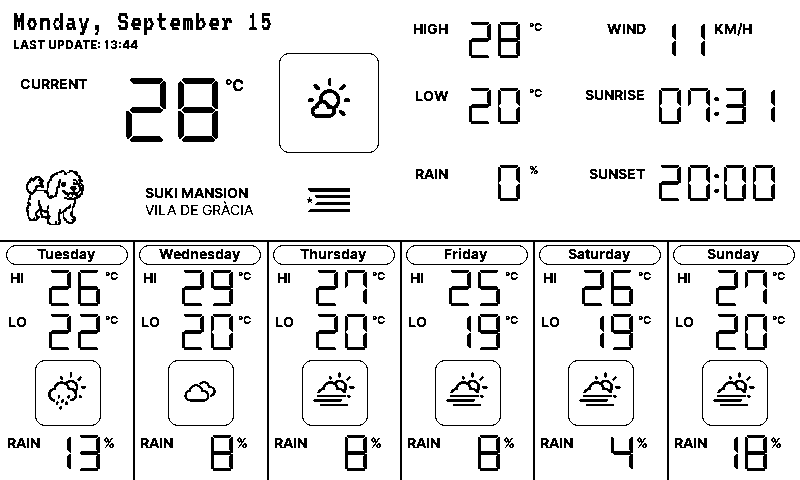 Monday, September 15
LAST UPDATE: 13:44
CURRENT 28 °C
HIGH 28 °C
LOW 20 °C
RAIN 0 %
WIND 11 KM/H
SUNRISE 07:31
SUNSET 20:00
SUKI MANSION
VILA DE GRÀCIA
Tuesday
HI 26 °C
LO 22 °C
RAIN 13 %
Wednesday
HI 29 °C
LO 20 °C
RAIN 8 %
Thursday
HI 27 °C
LO 20 °C
RAIN 8 %
Friday
HI 25 °C
LO 19 °C
RAIN 8 %
Saturday
HI 26 °C
LO 19 °C
RAIN 4 %
Sunday
HI 27 °C
LO 20 °C
RAIN 18 %